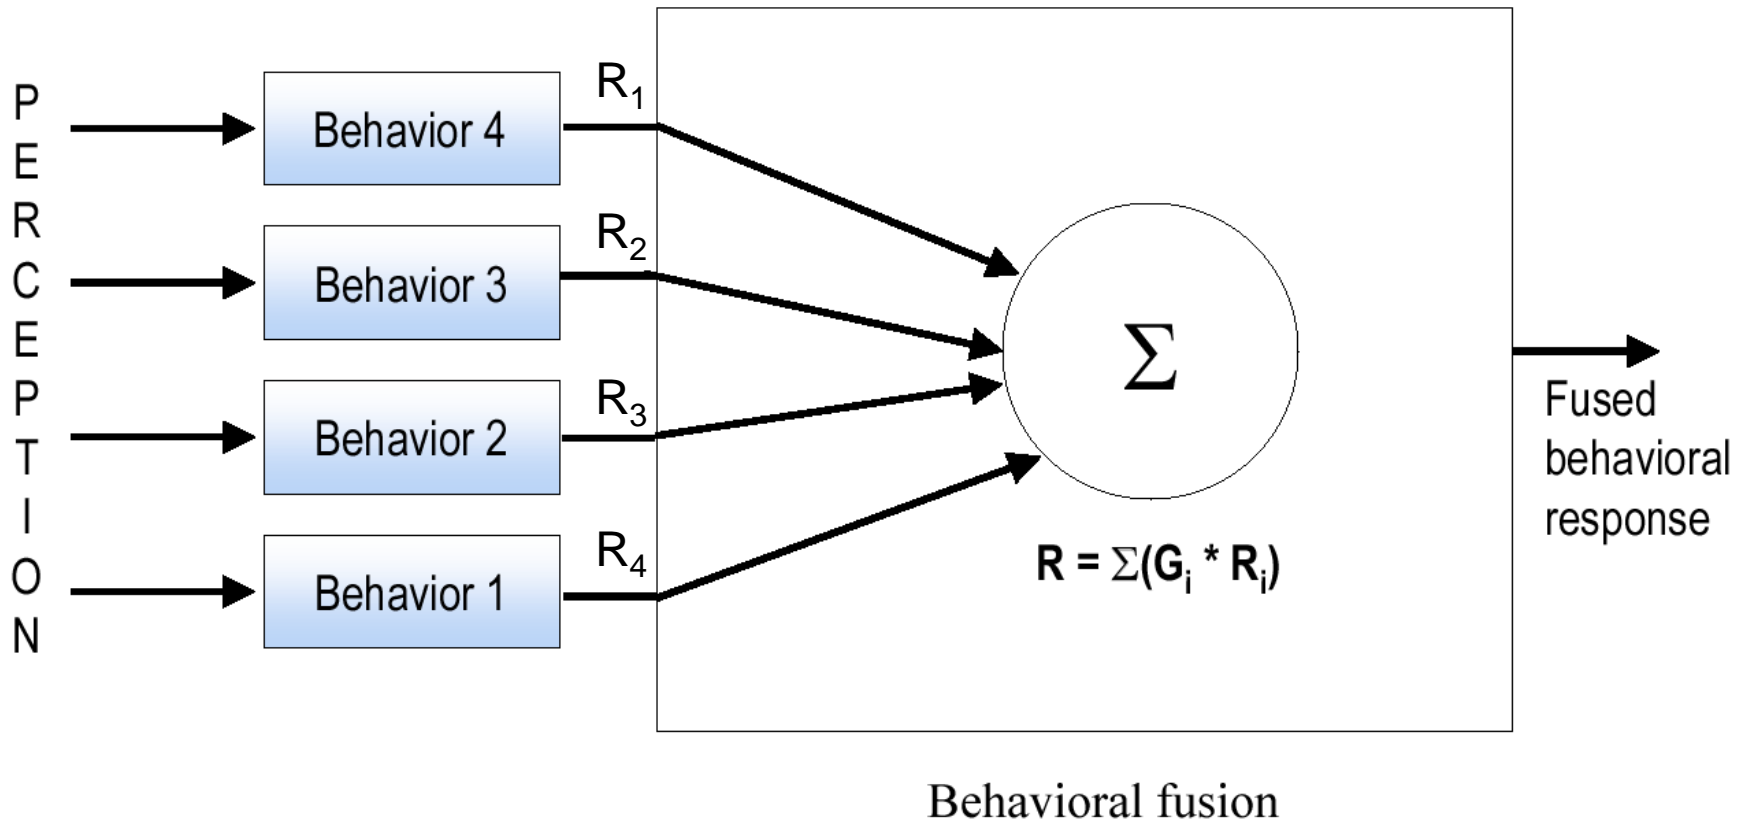 PERCEPTION
Behavior 4
R₁
Behavior 3
R₂
Behavior 2
R₃
Behavior 1
R₄
Σ
R = Σ(Gᵢ * Rᵢ)
Fused
behavioral
response
Behavioral fusion